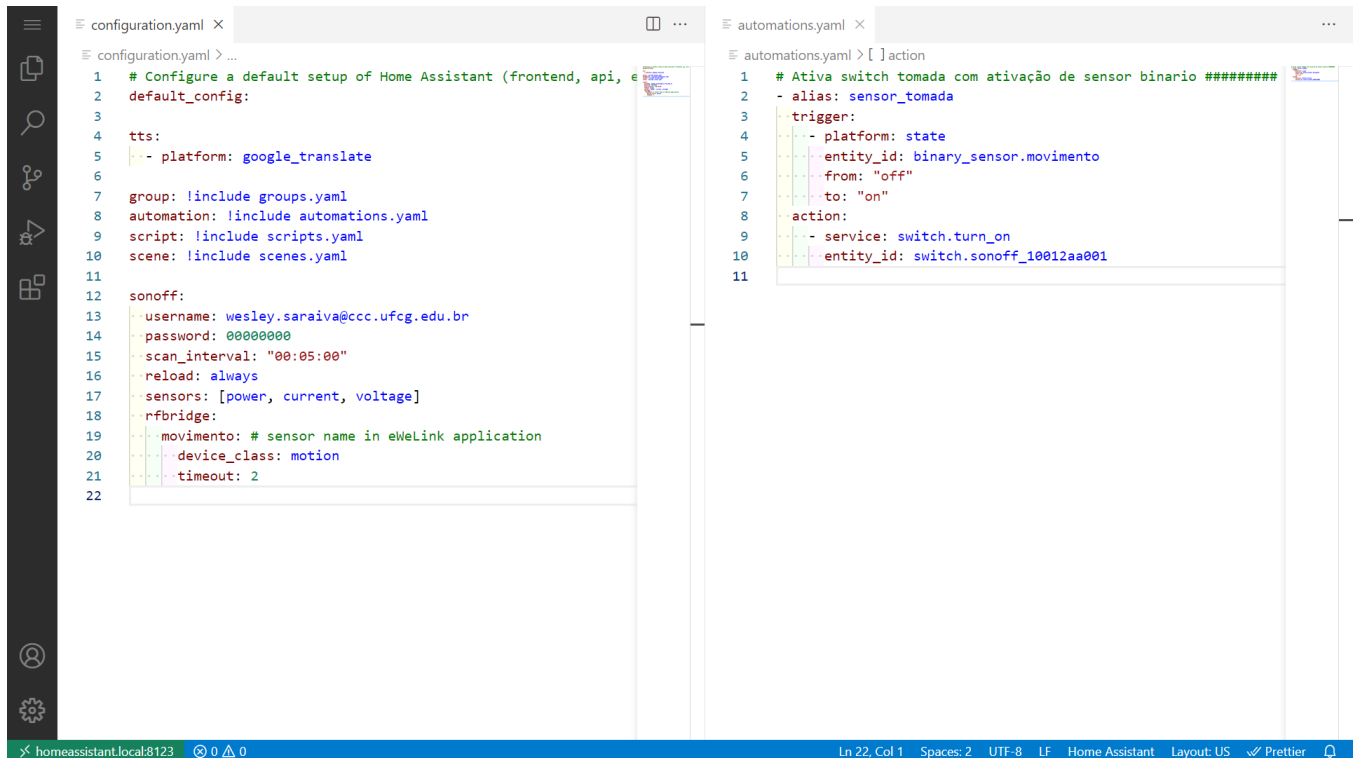 configuration.yaml
configuration.yaml > ...
1 # Configure a default setup of Home Assistant (frontend, api, e
2 default_config:
3
4 tts:
5   - platform: google_translate
6
7 group: !include groups.yaml
8 automation: !include automations.yaml
9 script: !include scripts.yaml
10 scene: !include scenes.yaml
11
12 sonoff:
13   username: wesley.saraiva@ccc.ufcg.edu.br
14   password: 00000000
15   scan_interval: "00:05:00"
16   reload: always
17   sensors: [power, current, voltage]
18   rfbridge:
19     movimento: # sensor name in eWeLink application
20       device_class: motion
21       timeout: 2
22
automations.yaml
automations.yaml > [ ] action
1 # Ativa switch tomada com ativação de sensor binario #########
2 - alias: sensor_tomada
3   trigger:
4     - platform: state
5       entity_id: binary_sensor.movimento
6       from: "off"
7       to: "on"
8   action:
9     - service: switch.turn_on
10       entity_id: switch.sonoff_10012aa001
11
homeassistant.local:8123 0 0 Ln 22, Col 1 Spaces: 2 UTF-8 LF Home Assistant Layout: US Prettier